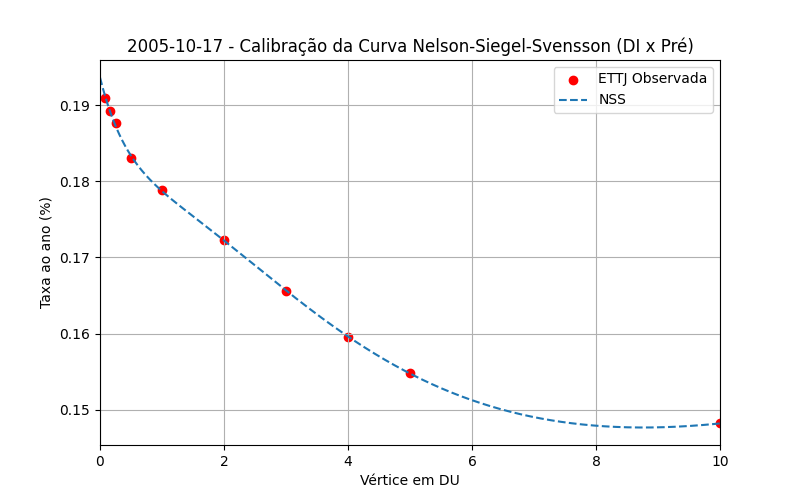 2005-10-17 - Calibração da Curva Nelson-Siegel-Svensson (DI x Pré)
ETTJ Observada
NSS
Taxa ao ano (%)
0.19
0.18
0.17
0.16
0.15
0
2
4
6
8
10
Vértice em DU